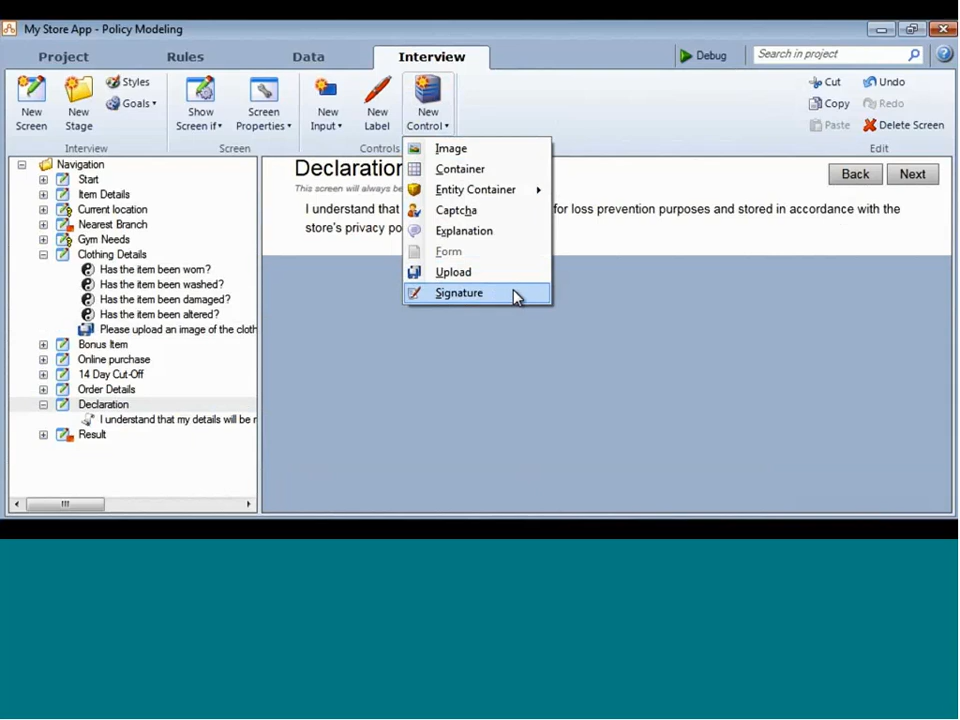 My Store App - Policy Modeling
Project Rules Data Interview Debug Search in project
New Screen
New Stage
Styles
Goals
Interview
Show Screen if
Screen Properties
Screen
New Input
New Label
New Control
Controls
Cut
Copy
Paste
Undo
Redo
Delete Screen
Edit
Navigation
Start
Item Details
Current location
Nearest Branch
Gym Needs
Clothing Details
Has the item been worn?
Has the item been washed?
Has the item been damaged?
Has the item been altered?
Please upload an image of the cloth
Bonus Item
Online purchase
14 Day Cut-Off
Order Details
Declaration
I understand that my details will be r
Result
Image
Container
Entity Container
Captcha
Explanation
Form
Upload
Signature
Declaration
This screen will always be
Back Next
I understand that for loss prevention purposes and stored in accordance with the
store's privacy po